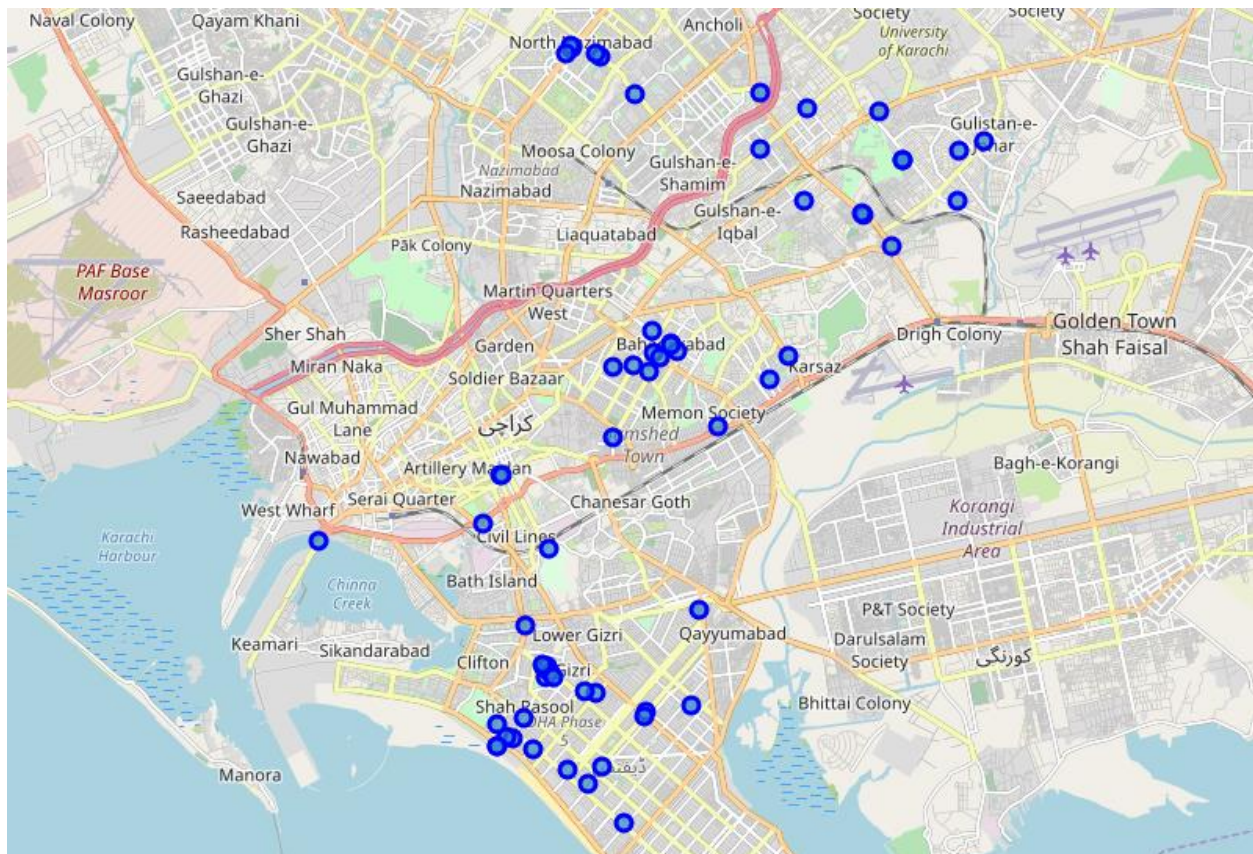 Naval Colony
Qayam Khani
Ancholi
Society
Society
University
of Karachi
North Nazimabad
Gulshan-e-
Ghazi
Gulshan-e-
Ghazi
Gulistan-e-
Moosa Colony
Gulshan-e-
Shamim
Nazimabad
Nazimabad
Saeedabad
Rasheedabad
Gulshan-e-
Iqbal
Liaquatabad
Pāk Colony
PAF Base
Masroor
Martin Quarters
West
Sher Shah
Garden
Drigh Colony
Golden Town
Shah Faisal
Miran Naka
Soldier Bazaar
Karsaz
Gul Muhammad
Lane
Memon Society
کراچی
Town
Nawabad
Artillery
Bagh-e-Korangi
Serai Quarter
Chanesar Goth
West Wharf
Korangi
Industrial
Area
Civil Lines
Karachi
Harbour
Bath Island
Chinna
Creek
P&T Society
Lower Gizri
Qayyumabad
Keamari
Sikandarabad
Clifton
Gizri
Darulsalam
Society
کورنگی
Shah Rasool
DHA Phase
5
Bhittai Colony
Manora